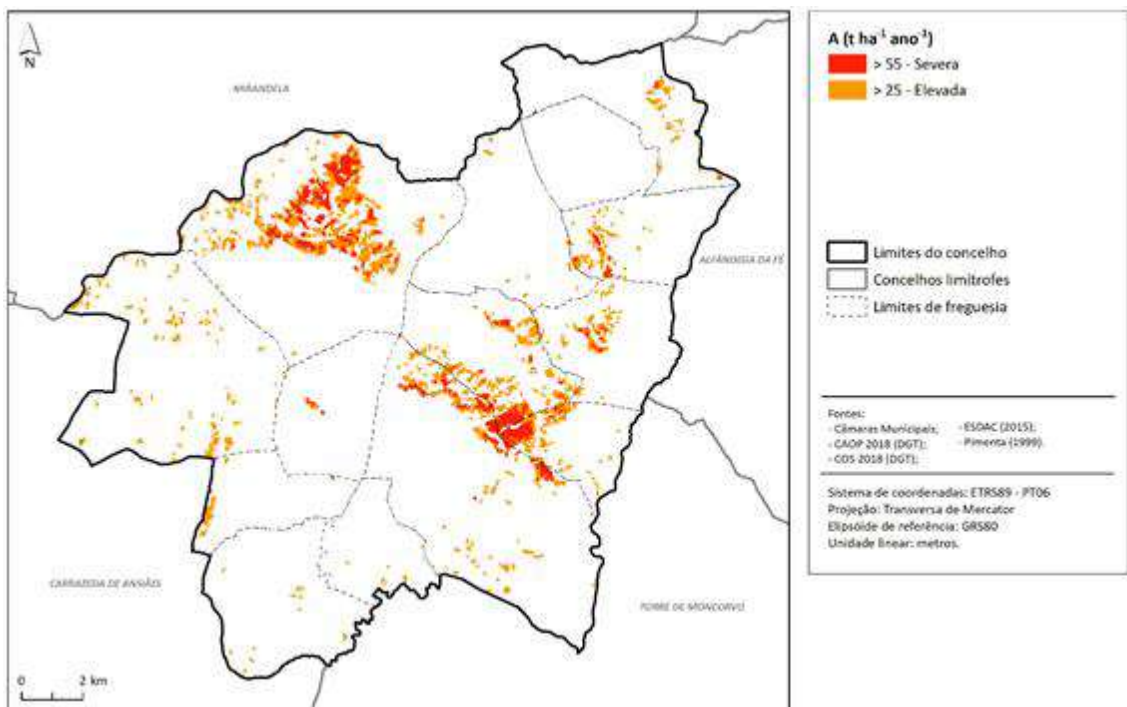 N
MIRANDELA
ALFÂNDEGA DA FÉ
CARRAZEDA DE ANSIÃES
TORRE DE MONCORVO
0 2 km
A (t ha⁻¹ ano⁻¹)
> 55 - Severa
> 25 - Elevada
Limites do concelho
Concelhos limítrofes
Limites de freguesia
Fontes:
- Câmaras Municipais; - ESDAC (2015);
- CAOP 2018 (DGT); - Pimenta (1999).
- COS 2018 (DGT);
Sistema de coordenadas: ETRS89 - PT06
Projeção: Transversa de Mercator
Elipsóide de referência: GRS80
Unidade linear: metros.